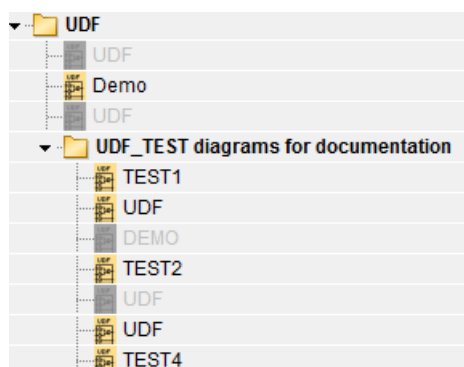 UDF
UDF
Demo
UDF
UDF_TEST diagrams for documentation
TEST1
UDF
DEMO
TEST2
UDF
UDF
TEST4